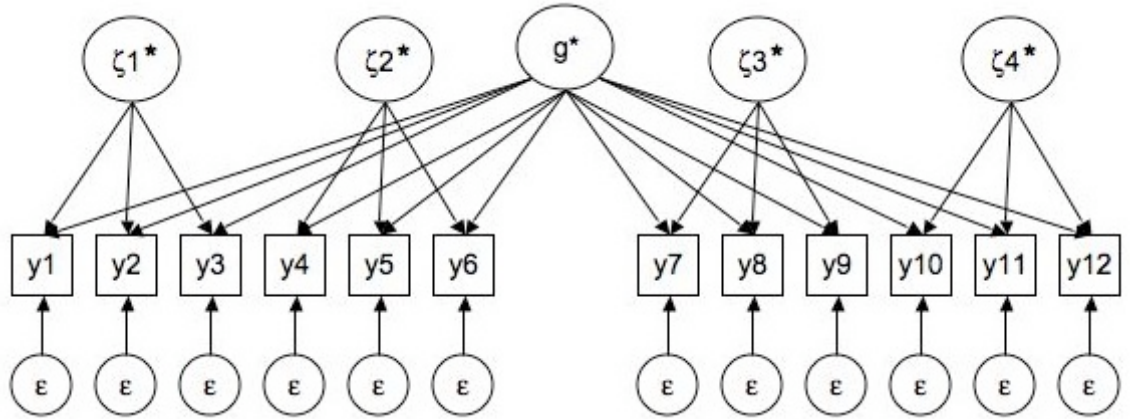 ζ1* ζ2* g* ζ3* ζ4*
y1 y2 y3 y4 y5 y6 y7 y8 y9 y10 y11 y12
ε ε ε ε ε ε ε ε ε ε ε ε